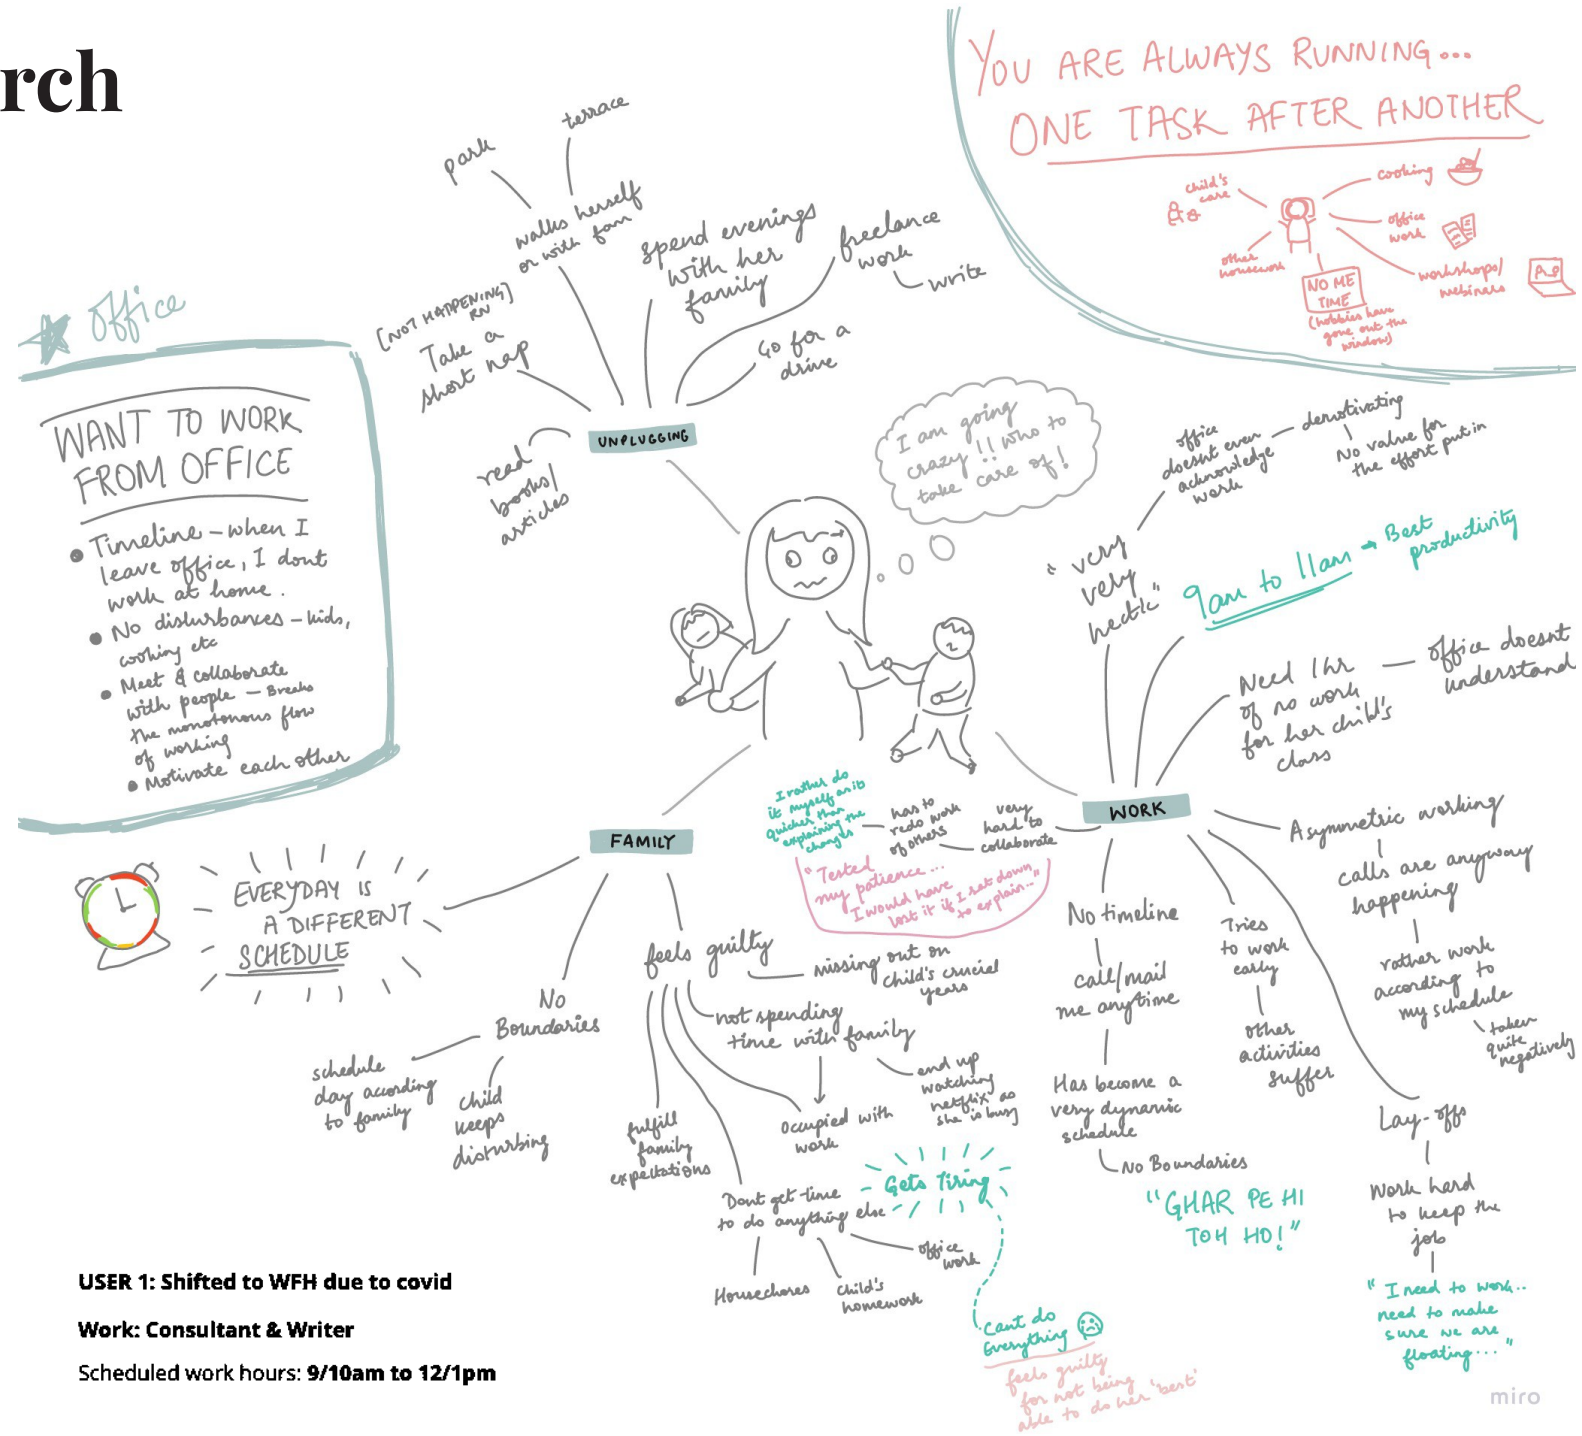 rch
park
terrace
walks herself
or with fam
spend evenings
with her
family
freelance
work
write
Go for a
drive
[NOT HAPPENING]
RN
Take a
short nap
read
books/
articles
UNPLUGGING
YOU ARE ALWAYS RUNNING...
ONE TASK AFTER ANOTHER
child's
care
cooking
office
work
workshops/
webinars
other
housework
NO ME
TIME
(hobbies have
gone out the
window)
office
WANT TO WORK
FROM OFFICE
Timeline – when I
leave office, I dont
work at home.
No disturbances – kids,
cooking etc
Meet & collaborate
with people – Breaks
the monotonous flow
of working
Motivate each other
I am going
crazy !! who to
take care of!
"very
very
hectic"
office
doesnt even
acknowledge
work
demotivating
No value for
the effort put in
9am to 11am
Best
productivity
Need 1hr
of no work
for her child's
class
office doesnt
understand
WORK
very
hard to
collaborate
has to
redo work
of others
I rather do
it myself as it
quicker than
explaining the
changes
"Tested
my patience...
I would have
lost it if I sat down
to explain..."
Asymmetric working
calls are anyway
happening
rather work
according to
my schedule
taken
quite
negatively
No timeline
call/mail
me anytime
Has become a
very dynamic
schedule
No Boundaries
"GHAR PE HI
TOH HO!"
Tries
to work
early
other
activities
suffer
Lay-offs
Work hard
to keep the
job
"I need to work..
need to make
sure we are
floating..."
FAMILY
EVERYDAY IS
A DIFFERENT
SCHEDULE
No
Boundaries
schedule
day according
to family
child
keeps
disturbing
feels guilty
missing out on
child's crucial
years
not spending
time with family
end up
watching
netflix as
she is busy
occupied with
work
fulfill
family
expectations
Dont get time
to do anything else
Housechores
child's
homework
office
work
Gets Tiring
Cant do
Everything
feels guilty
for not being
able to do her 'best'
USER 1: Shifted to WFH due to covid
Work: Consultant & Writer
Scheduled work hours: 9/10am to 12/1pm
miro